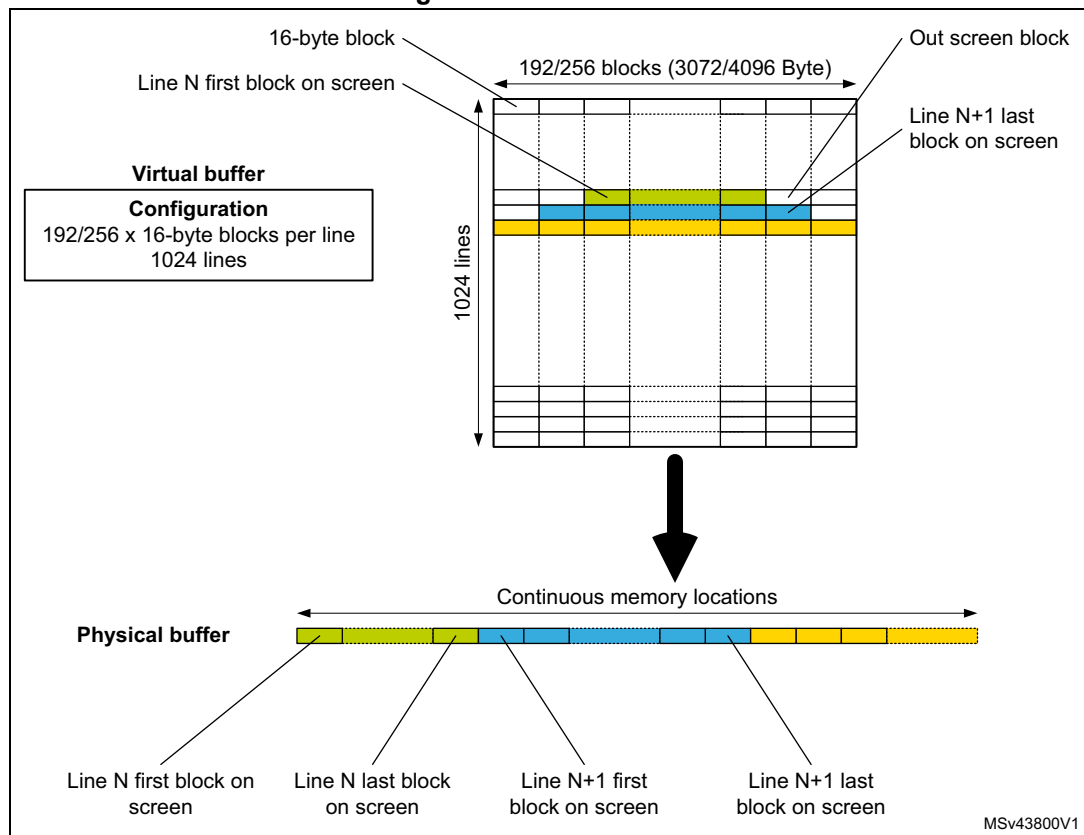 16-byte block
Out screen block
192/256 blocks (3072/4096 Byte)
Line N first block on screen
Line N+1 last
block on screen
Virtual buffer
Configuration
192/256 x 16-byte blocks per line
1024 lines
1024 lines
Continuous memory locations
Physical buffer
Line N first block on
screen
Line N last block
on screen
Line N+1 first
block on screen
Line N+1 last
block on screen
MSv43800V1